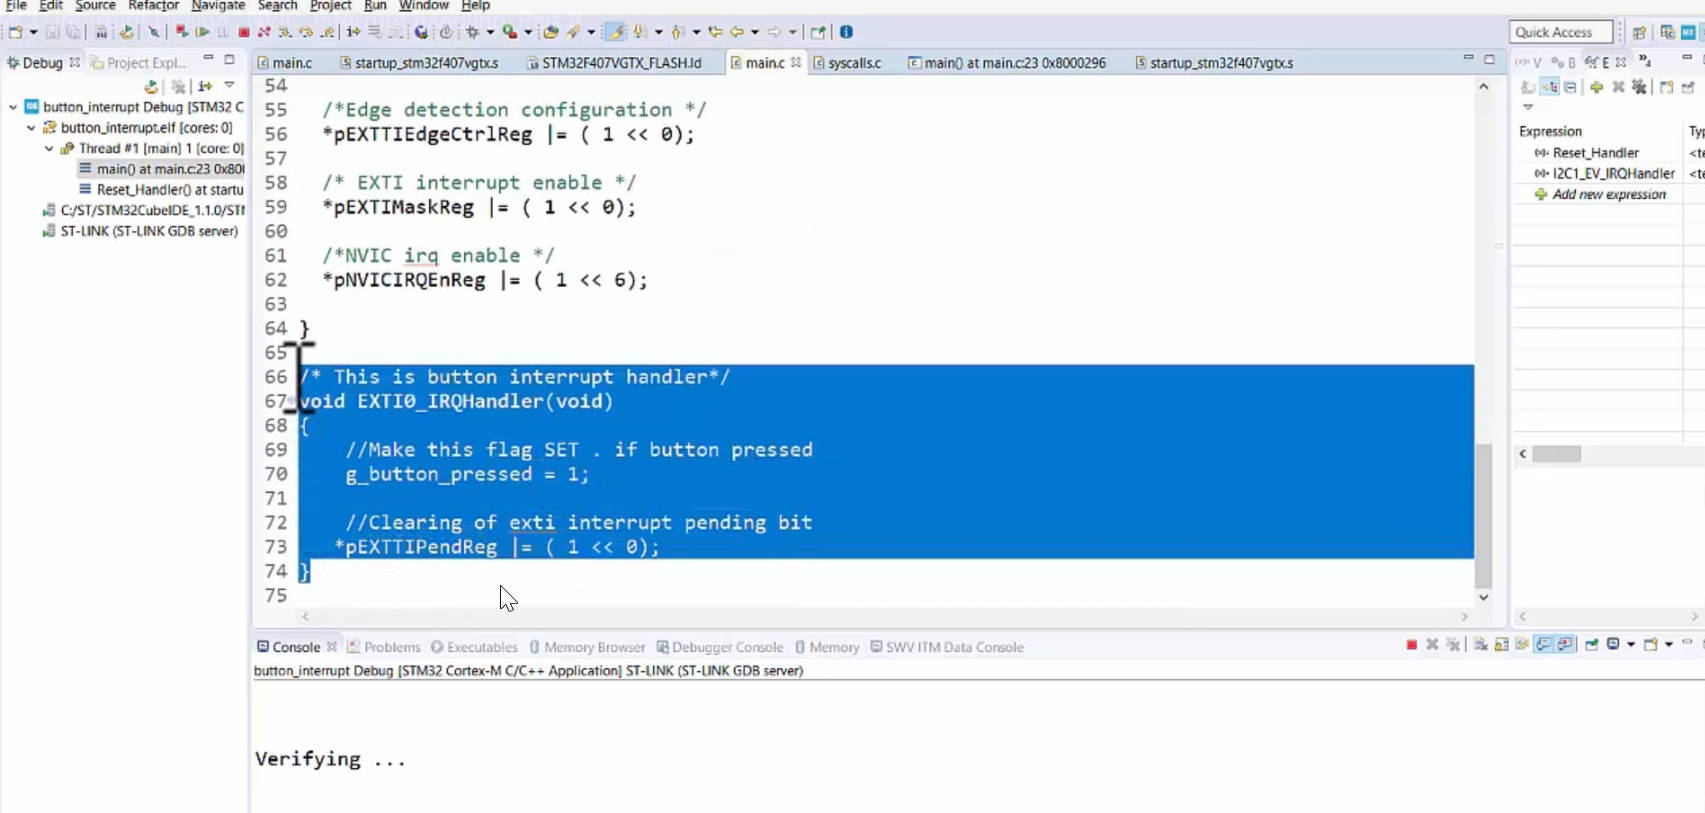 File Edit Source Refactor Navigate Search Project Run Window Help
Quick Access
Debug Project Expl...
main.c startup_stm32f407vgtx.s STM32F407VGTX_FLASH.ld main.c syscalls.c main() at main.c:23 0x8000296 startup_stm32f407vgtx.s
button_interrupt Debug [STM32 C
button_interrupt.elf [cores: 0]
Thread #1 [main] 1 [core: 0]
main() at main.c:23 0x800
Reset_Handler() at startu
C:/ST/STM32CubeIDE_1.1.0/STM
ST-LINK (ST-LINK GDB server)
54
55 /*Edge detection configuration */
56 *pEXTTIEdgeCtrlReg |= ( 1 << 0);
57
58 /* EXTI interrupt enable */
59 *pEXTIMaskReg |= ( 1 << 0);
60
61 /*NVIC irq enable */
62 *pNVICIRQEnReg |= ( 1 << 6);
63
64 }
65
66 /* This is button interrupt handler*/
67 void EXTI0_IRQHandler(void)
68 {
69 //Make this flag SET . if button pressed
70 g_button_pressed = 1;
71
72 //Clearing of exti interrupt pending bit
73 *pEXTTIPendReg |= ( 1 << 0);
74 }
75
Expression Ty
Reset_Handler <te
I2C1_EV_IRQHandler <te
Add new expression
Console Problems Executables Memory Browser Debugger Console Memory SWV ITM Data Console
button_interrupt Debug [STM32 Cortex-M C/C++ Application] ST-LINK (ST-LINK GDB server)
Verifying ...